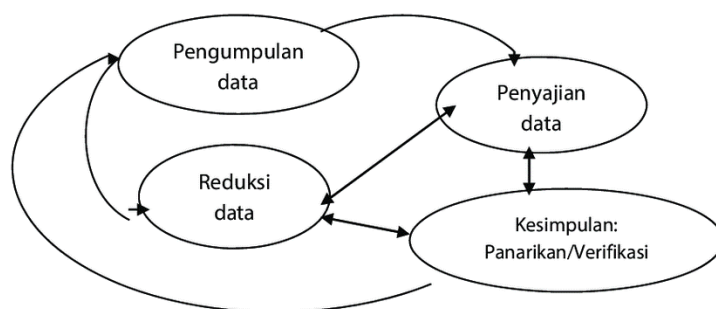 Pengumpulan
data
Penyajian
data
Reduksi
data
Kesimpulan:
Panarikan/Verifikasi